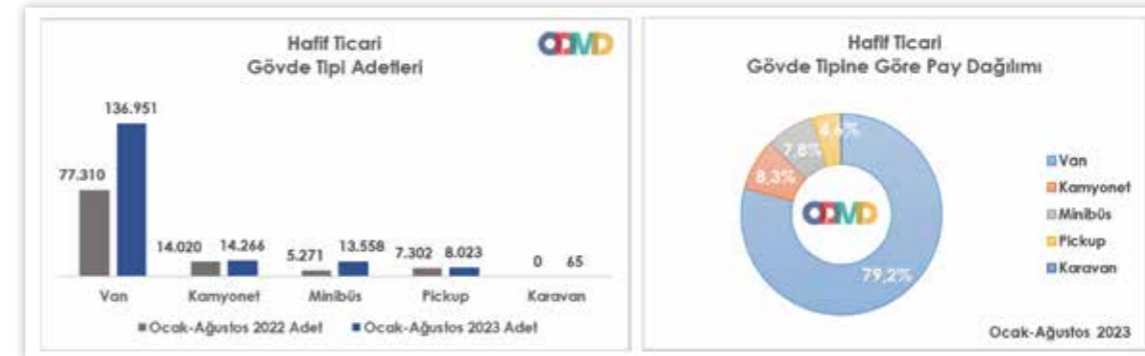 Hafif Ticari
Gövde Tipi Adetleri
ODMD
136.951
77.310
14.020 14.266
5.271 13.558
7.302 8.023
0 65
Van Kamyonet Minibüs Pickup Karavan
Ocak-Ağustos 2022 Adet Ocak-Ağustos 2023 Adet
Hafif Ticari
Gövde Tipine Göre Pay Dağılımı
4,6%
7,8%
8,3%
ODMD
79,2%
Van
Kamyonet
Minibüs
Pickup
Karavan
Ocak-Ağustos 2023